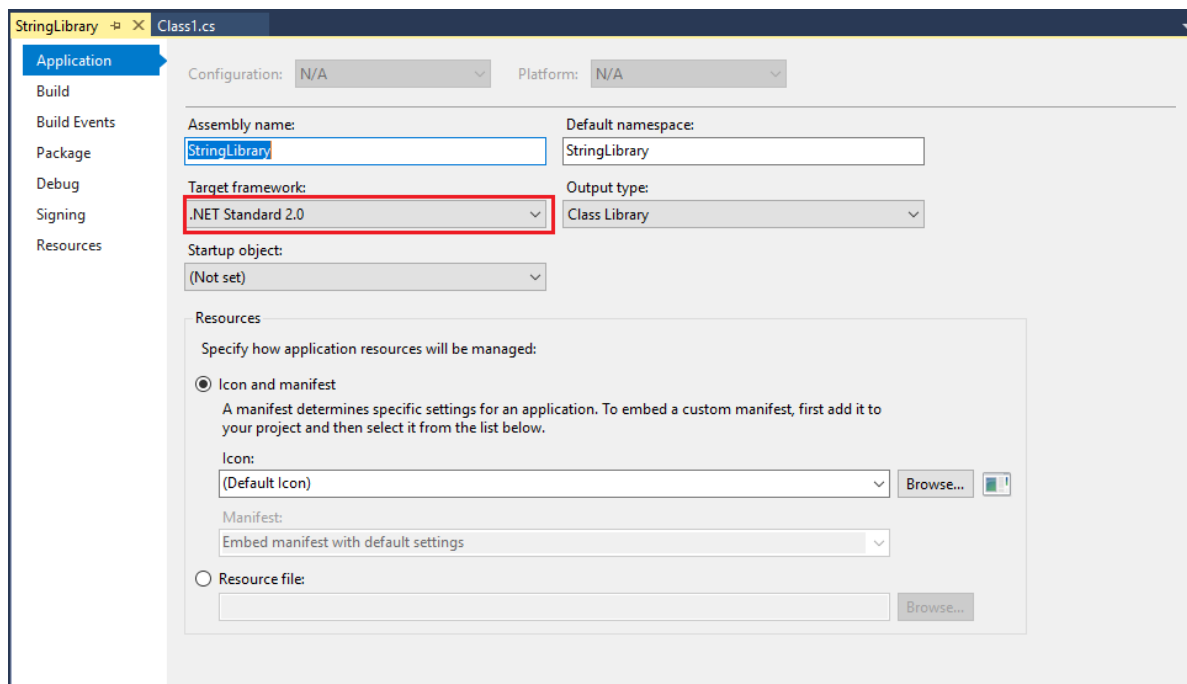 StringLibrary
Class1.cs
Application
Build
Build Events
Package
Debug
Signing
Resources
Configuration: N/A Platform: N/A
Assembly name: Default namespace:
StringLibrary StringLibrary
Target framework: Output type:
.NET Standard 2.0 Class Library
Startup object:
(Not set)
Resources
Specify how application resources will be managed:
Icon and manifest
A manifest determines specific settings for an application. To embed a custom manifest, first add it to
your project and then select it from the list below.
Icon:
(Default Icon) Browse...
Manifest:
Embed manifest with default settings
Resource file:
Browse...